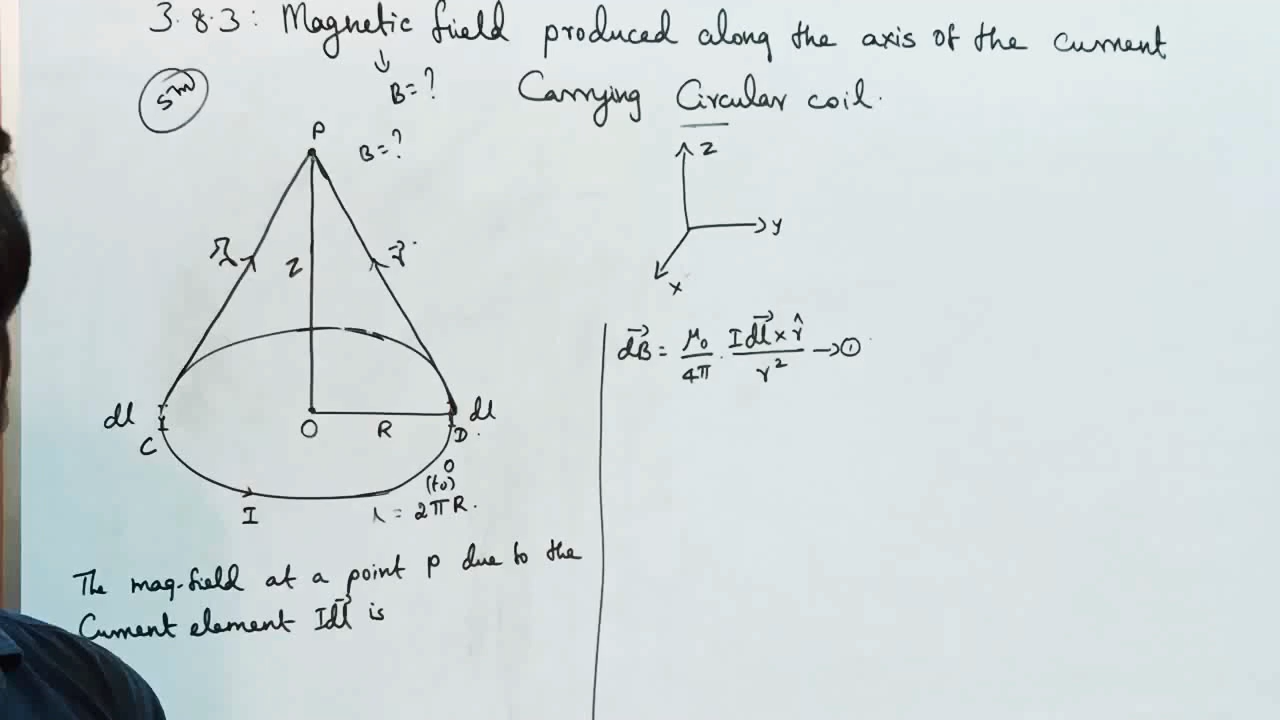 3.8.3: Magnetic field produced along the axis of the current
Carrying Circular coil.
5m
B=?
P
B=?
Z
r⃗
Z
y
x
dl
C
O
R
D.
dl
I
0
(to)
= 2πR.
The mag.field at a point p due to the
Current element Idl⃗ is
dB⃗ = μ₀/4π . Idl⃗ × r̂/r² → ①